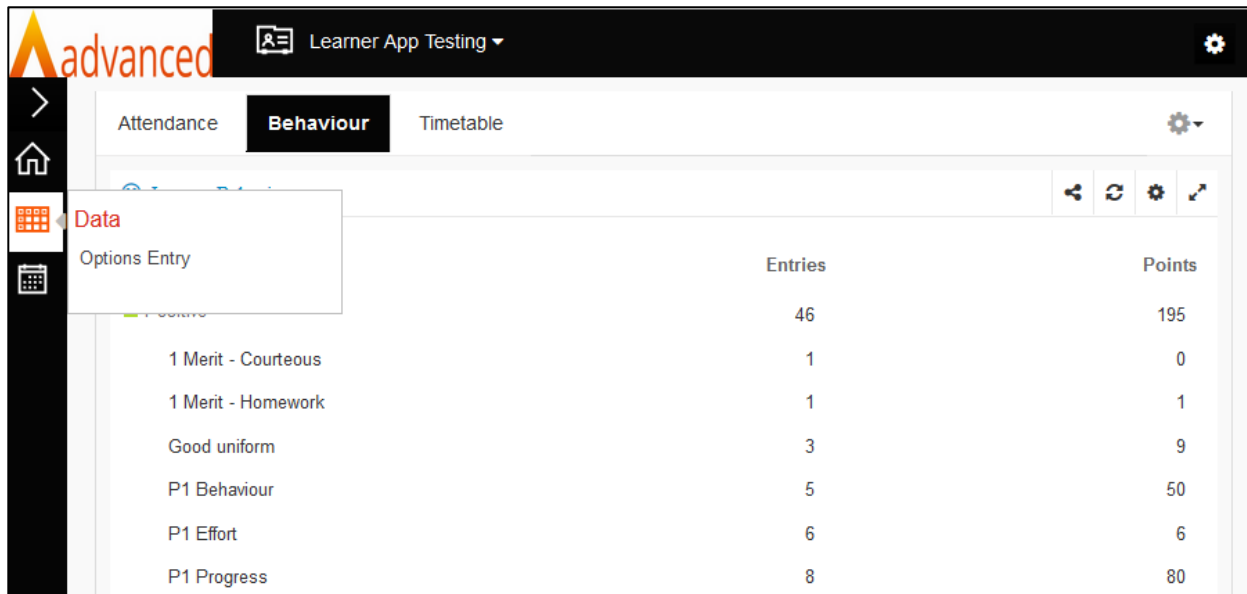 advanced
Learner App Testing
Attendance Behaviour Timetable
Data
Options Entry
Entries Points
46 195
1 Merit - Courteous 1 0
1 Merit - Homework 1 1
Good uniform 3 9
P1 Behaviour 5 50
P1 Effort 6 6
P1 Progress 8 80